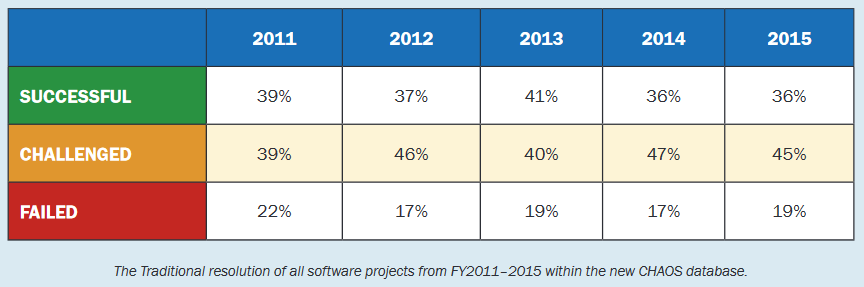 2011 2012 2013 2014 2015
SUCCESSFUL 39% 37% 41% 36% 36%
CHALLENGED 39% 46% 40% 47% 45%
FAILED 22% 17% 19% 17% 19%
The Traditional resolution of all software projects from FY2011–2015 within the new CHAOS database.